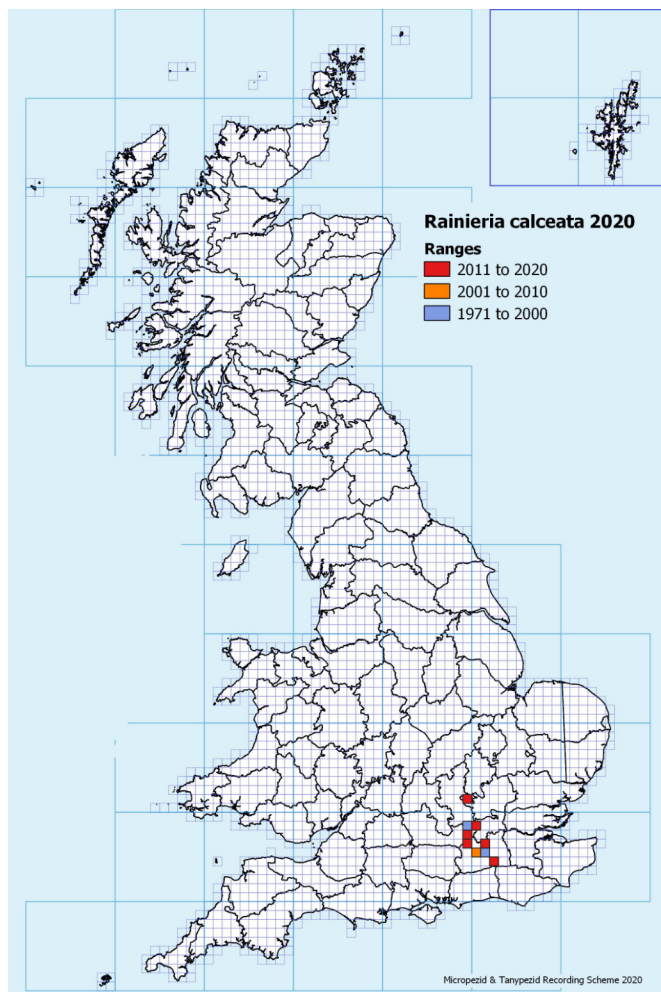 Rainieria calceata 2020
Ranges
2011 to 2020
2001 to 2010
1971 to 2000
Micropezid & Tanypezid Recording Scheme 2020